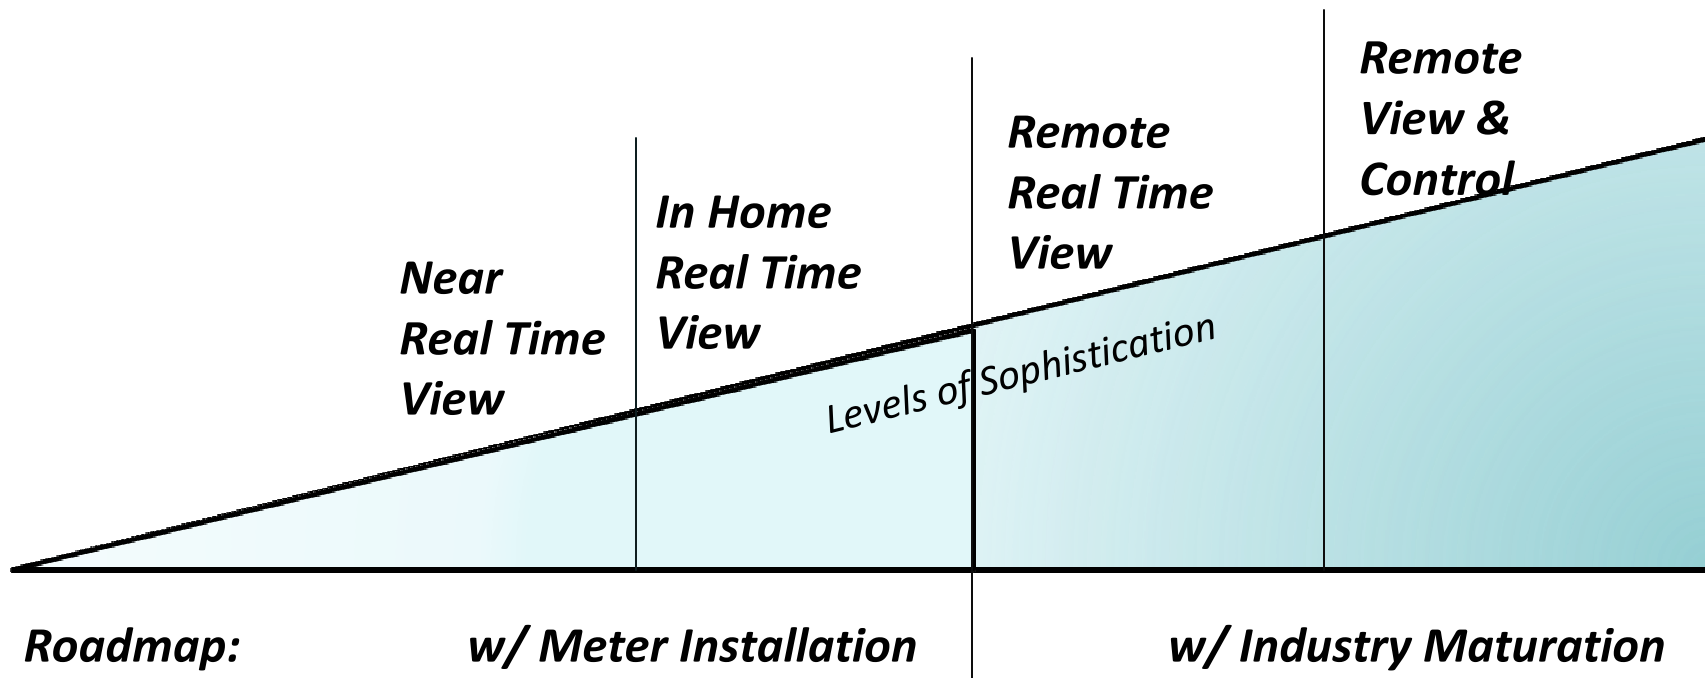 Near
Real Time
View
In Home
Real Time
View
Remote
Real Time
View
Remote
View &
Control
Levels of Sophistication
Roadmap:
w/ Meter Installation
w/ Industry Maturation